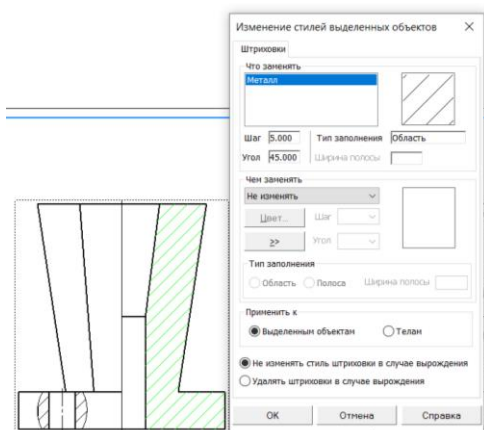 Изменение стилей выделенных объектов
Штриховки
Что заменять
Металл
Шаг 5.000 Тип заполнения Область
Угол 45.000 Ширина полосы
Чем заменять
Не изменять
Цвет... Шаг
>> Угол
Тип заполнения
Область Полоса Ширина полосы
Применить к
Выделенным объектам Телам
Не изменять стиль штриховки в случае вырождения
Удалять штриховки в случае вырождения
OK Отмена Справка